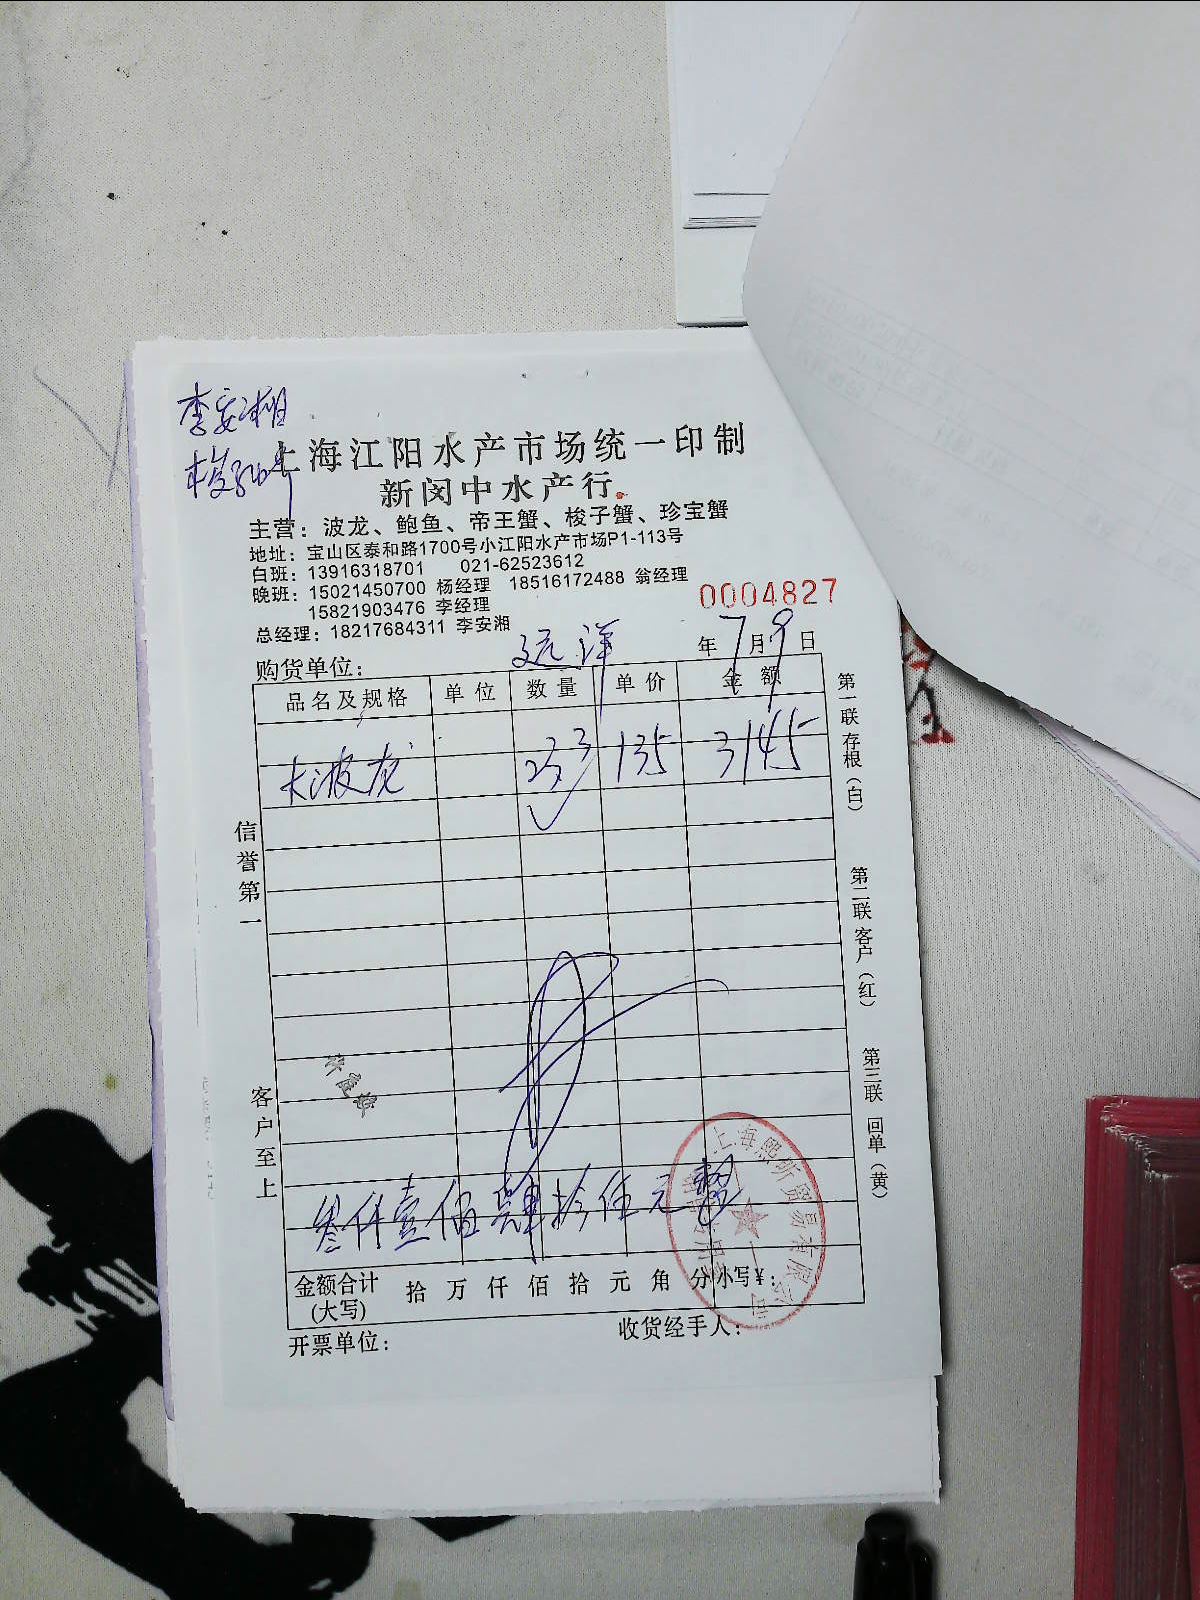 李安湘
上海江阳水产市场统一印制
新闵中水产行
主营：波龙、鲍鱼、帝王蟹、梭子蟹、珍宝蟹
地址：宝山区泰和路1700号小江阳水产市场P1-113号
白班：13916318701 021-62523612
晚班：15021450700 杨经理 18516172488 翁经理
15821903476 李经理
0004827
总经理：18217684311 李安湘
购货单位： 远洋 年7月9日
品名及规格 单位 数量 单价 金额
大波龙 23.3 135 3145
叁仟壹佰肆拾伍元整
金额合计(大写) 拾 万 仟 佰 拾 元 角 分 小写¥：
开票单位： 收货经手人：
信誉第一
客户至上
第一联 存根（白）
第二联 客户（红）
第三联 回单（黄）